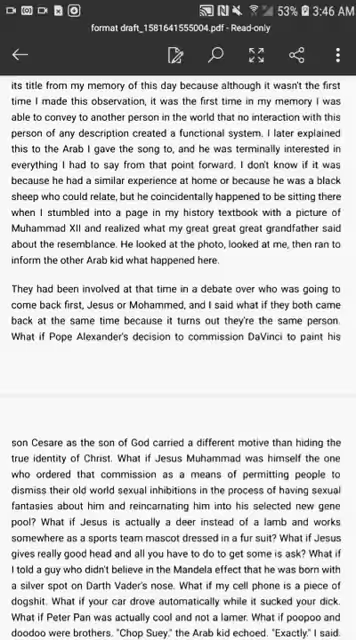 53% 3:46 AM
format draft_1581641555004.pdf - Read-only
its title from my memory of this day because although it wasn't the first
time I made this observation, it was the first time in my memory I was
able to convey to another person in the world that no interaction with this
person of any description created a functional system. I later explained
this to the Arab I gave the song to, and he was terminally interested in
everything I had to say from that point forward. I don't know if it was
because he had a similar experience at home or because he was a black
sheep who could relate, but he coincidentally happened to be sitting there
when I stumbled into a page in my history textbook with a picture of
Muhammad XII and realized what my great great great grandfather said
about the resemblance. He looked at the photo, looked at me, then ran to
inform the other Arab kid what happened here.
They had been involved at that time in a debate over who was going to
come back first, Jesus or Mohammed, and I said what if they both came
back at the same time because it turns out they're the same person.
What if Pope Alexander's decision to commission DaVinci to paint his
son Cesare as the son of God carried a different motive than hiding the
true identity of Christ. What if Jesus Muhammad was himself the one
who ordered that commission as a means of permitting people to
dismiss their old world sexual inhibitions in the process of having sexual
fantasies about him and reincarnating him into his selected new gene
pool? What if Jesus is actually a deer instead of a lamb and works
somewhere as a sports team mascot dressed in a fur suit? What if Jesus
gives really good head and all you have to do to get some is ask? What if
I told a guy who didn't believe in the Mandela effect that he was born with
a silver spot on Darth Vader's nose. What if my cell phone is a piece of
dogshit. What if your car drove automatically while it sucked your dick.
What if Peter Pan was actually cool and not a lamer. What if poopoo and
doodoo were brothers. "Chop Suey," the Arab kid echoed. "Exactly." I said.